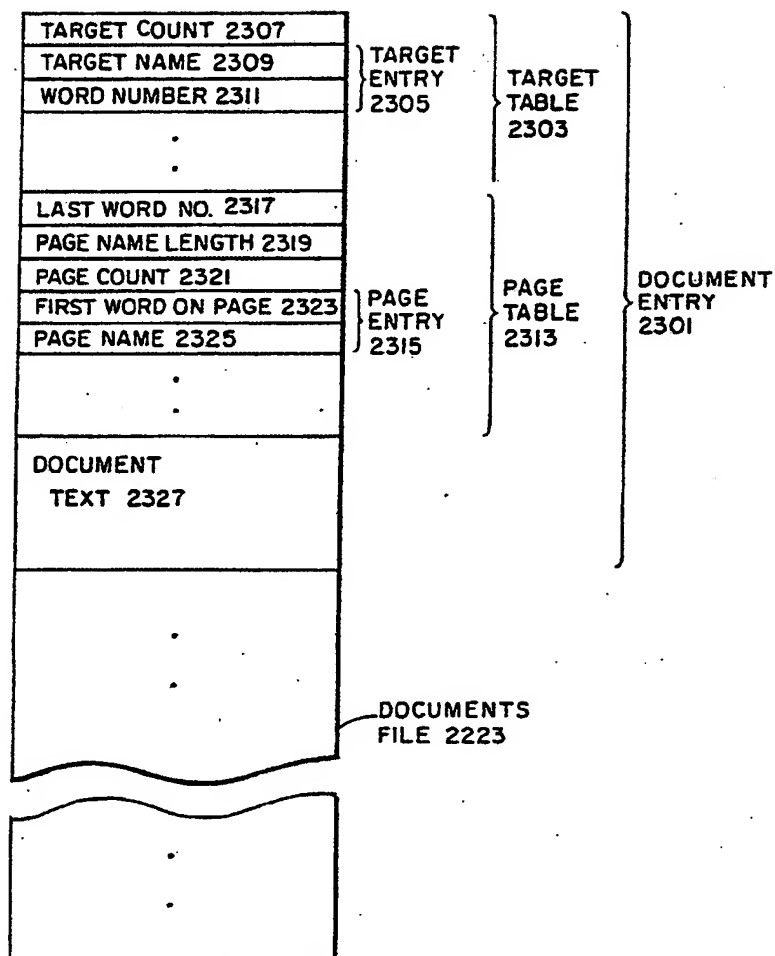 TARGET COUNT 2307
TARGET NAME 2309
WORD NUMBER 2311
TARGET
ENTRY
2305
TARGET
TABLE
2303
LAST WORD NO. 2317
PAGE NAME LENGTH 2319
PAGE COUNT 2321
FIRST WORD ON PAGE 2323
PAGE NAME 2325
PAGE
ENTRY
2315
PAGE
TABLE
2313
DOCUMENT
ENTRY
2301
DOCUMENT
TEXT 2327
DOCUMENTS
FILE 2223